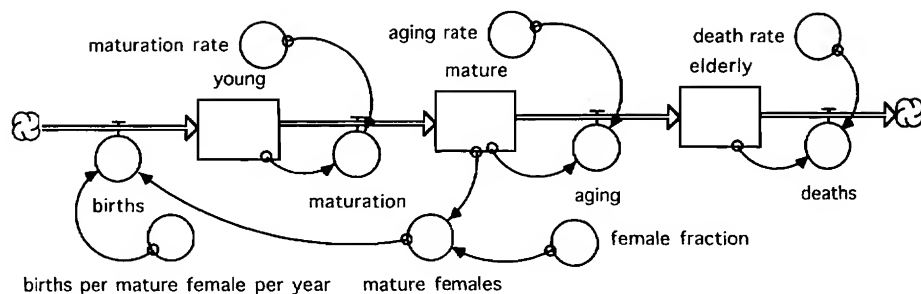 maturation rate
aging rate
death rate
young
mature
elderly
births
maturation
aging
deaths
female fraction
births per mature female per year
mature females